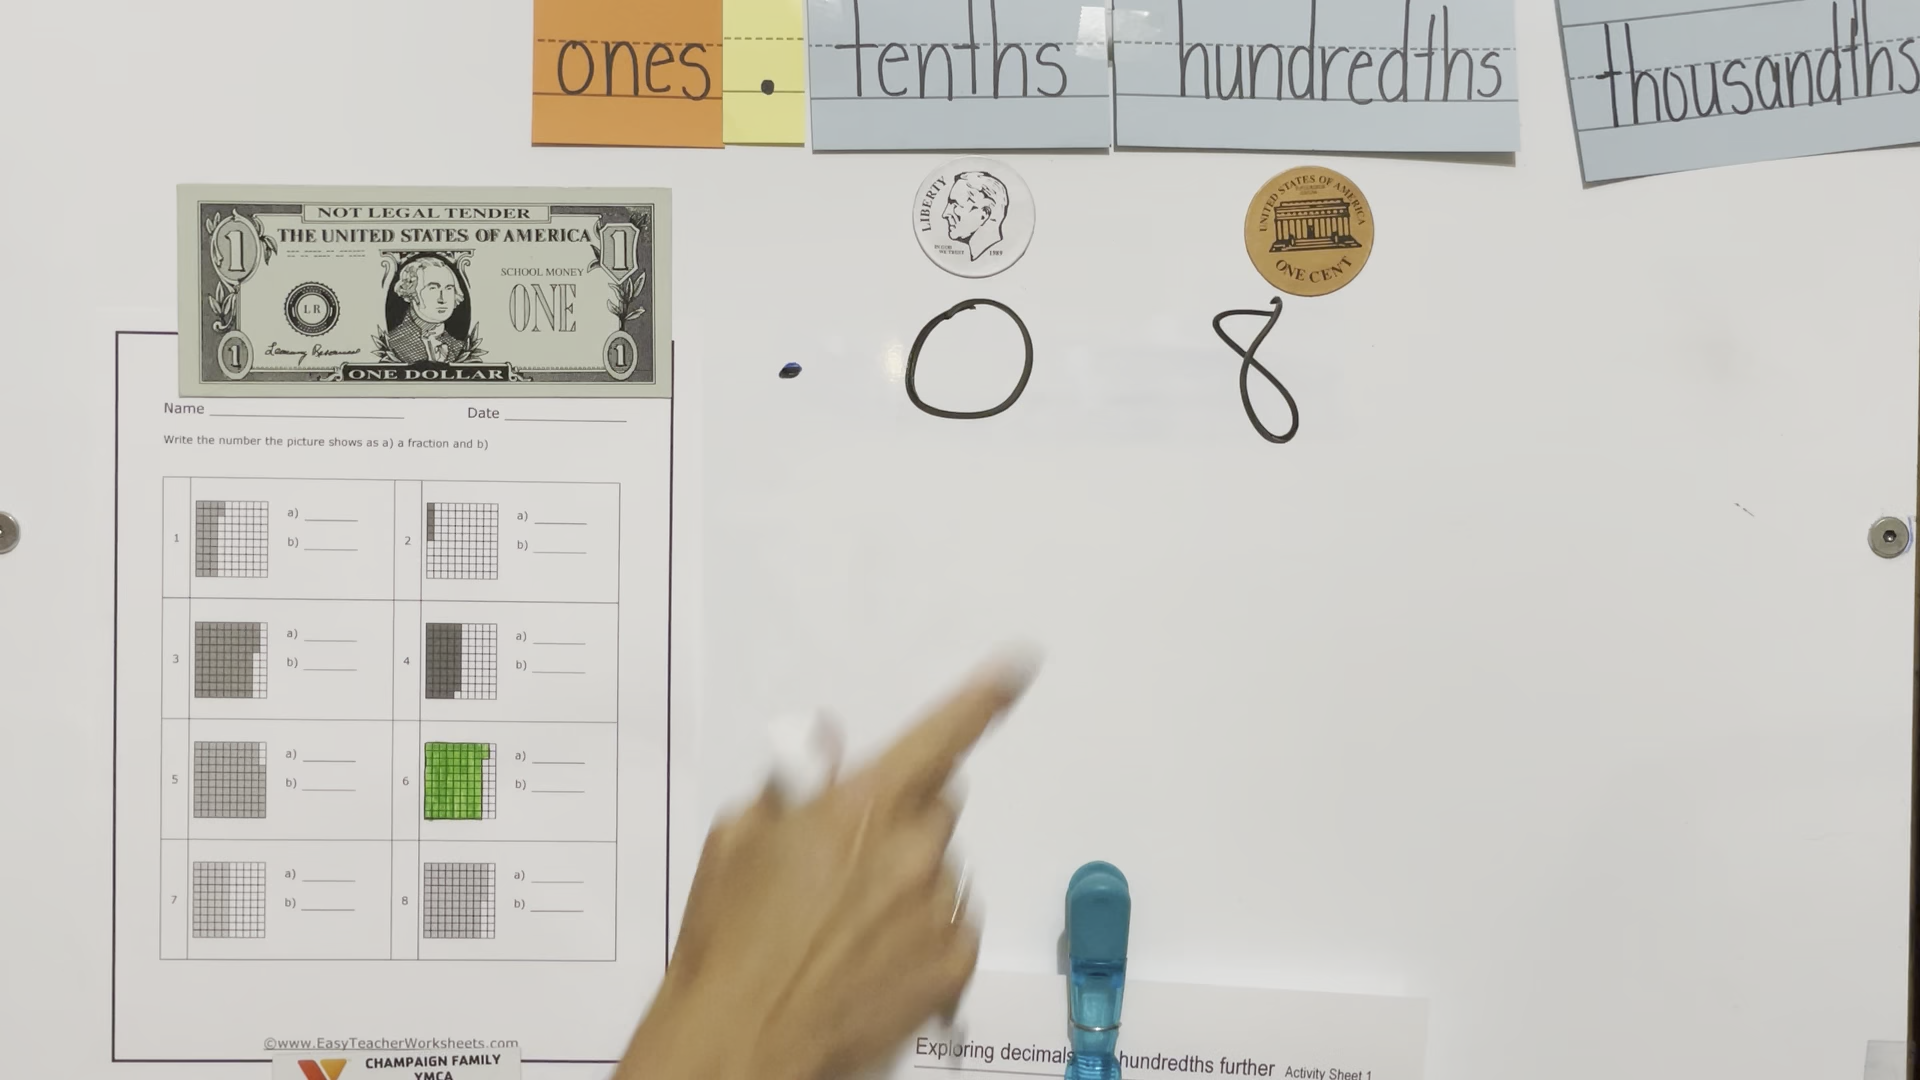 ones . tenths hundredths thousandths
NOT LEGAL TENDER
THE UNITED STATES OF AMERICA
1 1
SCHOOL MONEY
ONE
L R
1 1
ONE DOLLAR
LIBERTY
1989
UNITED STATES OF AMERICA
ONE CENT
. 0 8
Name Date
Write the number the picture shows as a) a fraction and b)
1 a) b)
2 a) b)
3 a) b)
4 a) b)
5 a) b)
6 a) b)
7 a) b)
8 a) b)
©www.EasyTeacherWorksheets.com
CHAMPAIGN FAMILY
YMCA
Exploring decimals hundredths further Activity Sheet 1